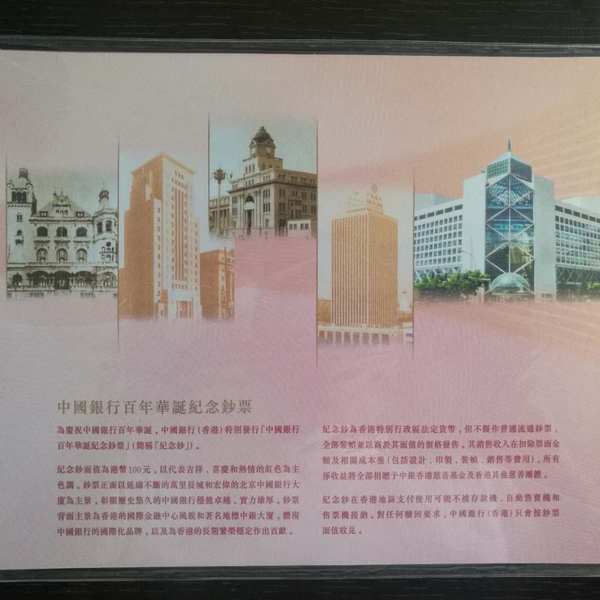 中國銀行百年華誕紀念鈔票
為慶祝中國銀行百年華誕，中國銀行(香港)特別發行「中國銀行
百年華誕紀念鈔票」(簡稱「紀念鈔」)。
紀念鈔面值為港幣100元，以代表吉祥、喜慶和熱情的紅色為主
色調。鈔票正面以延綿不斷的萬里長城和宏偉的北京中國銀行大
廈為主景，彰顯歷史悠久的中國銀行穩健卓越、實力雄厚。鈔票
背面主景為香港的國際金融中心風貌和著名地標中銀大廈，體現
中國銀行的國際化品牌，以及為香港的長期繁榮穩定作出貢獻。
紀念鈔為香港特別行政區法定貨幣，但不擬作普通流通鈔票，
全部裝幀並以高於其面值的價格發售。其銷售收入在扣除票面金
額及相關成本後(包括設計、印製、裝幀、銷售等費用)，所有
淨收益將全部捐贈予中銀香港慈善基金及香港其他慈善團體。
紀念鈔在香港地區支付使用可能不被存款機、自動售賣機和
售票機接納。對任何贖回要求，中國銀行(香港)只會按鈔票
面值收兌。